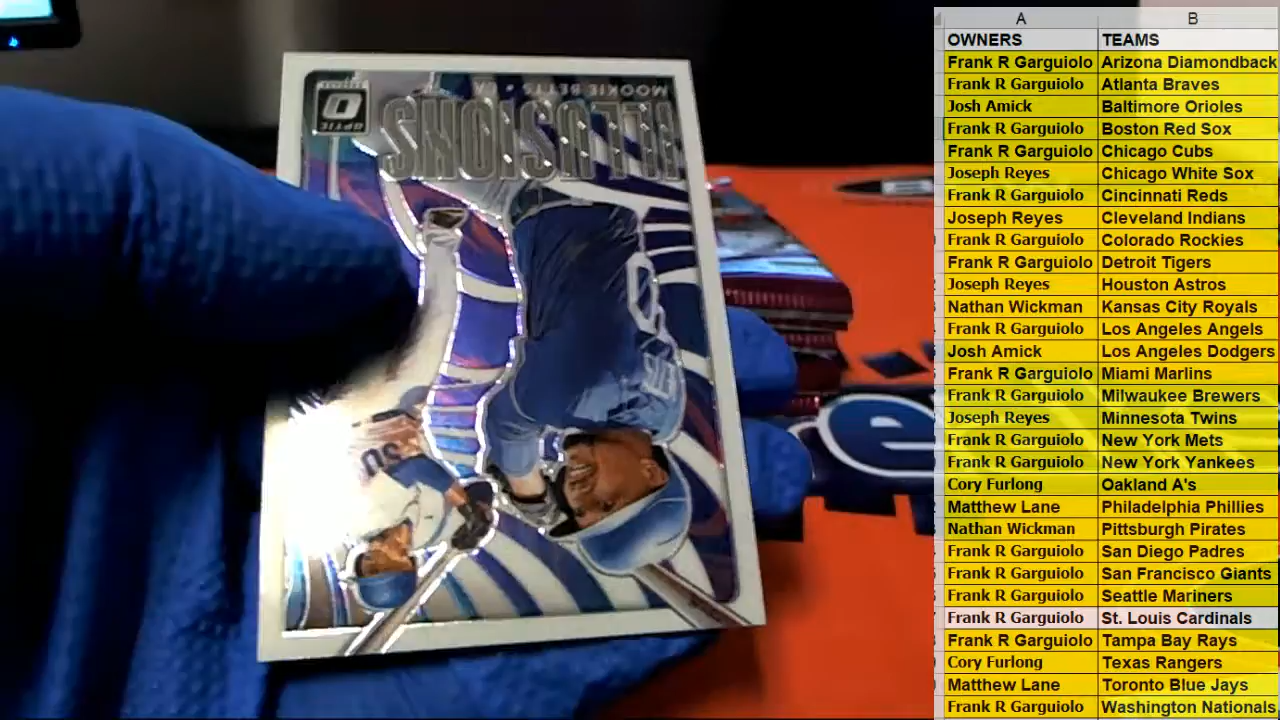 MOOKIE BETTS • LA
ILLUSIONS
OPTIC
50
e
A B
OWNERS TEAMS
Frank R Garguiolo Arizona Diamondback
Frank R Garguiolo Atlanta Braves
Josh Amick Baltimore Orioles
Frank R Garguiolo Boston Red Sox
Frank R Garguiolo Chicago Cubs
Joseph Reyes Chicago White Sox
Frank R Garguiolo Cincinnati Reds
Joseph Reyes Cleveland Indians
Frank R Garguiolo Colorado Rockies
Frank R Garguiolo Detroit Tigers
Joseph Reyes Houston Astros
Nathan Wickman Kansas City Royals
Frank R Garguiolo Los Angeles Angels
Josh Amick Los Angeles Dodgers
Frank R Garguiolo Miami Marlins
Frank R Garguiolo Milwaukee Brewers
Joseph Reyes Minnesota Twins
Frank R Garguiolo New York Mets
Frank R Garguiolo New York Yankees
Cory Furlong Oakland A's
Matthew Lane Philadelphia Phillies
Nathan Wickman Pittsburgh Pirates
Frank R Garguiolo San Diego Padres
Frank R Garguiolo San Francisco Giants
Frank R Garguiolo Seattle Mariners
Frank R Garguiolo St. Louis Cardinals
Frank R Garguiolo Tampa Bay Rays
Cory Furlong Texas Rangers
Matthew Lane Toronto Blue Jays
Frank R Garguiolo Washington Nationals